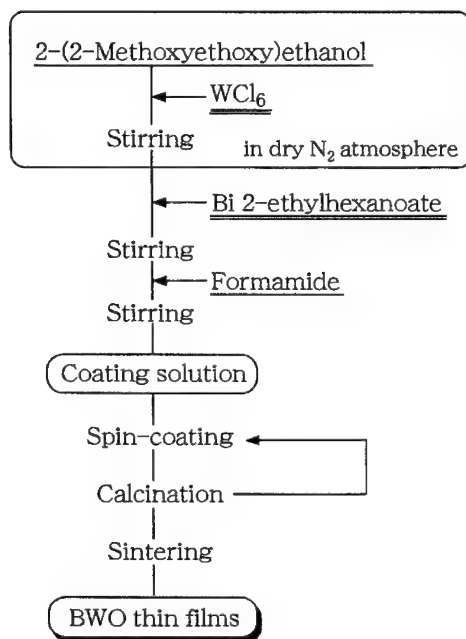 2-(2-Methoxyethoxy)ethanol
WCl₆
Stirring
in dry N₂ atmosphere
Bi 2-ethylhexanoate
Stirring
Formamide
Stirring
Coating solution
Spin-coating
Calcination
Sintering
BWO thin films